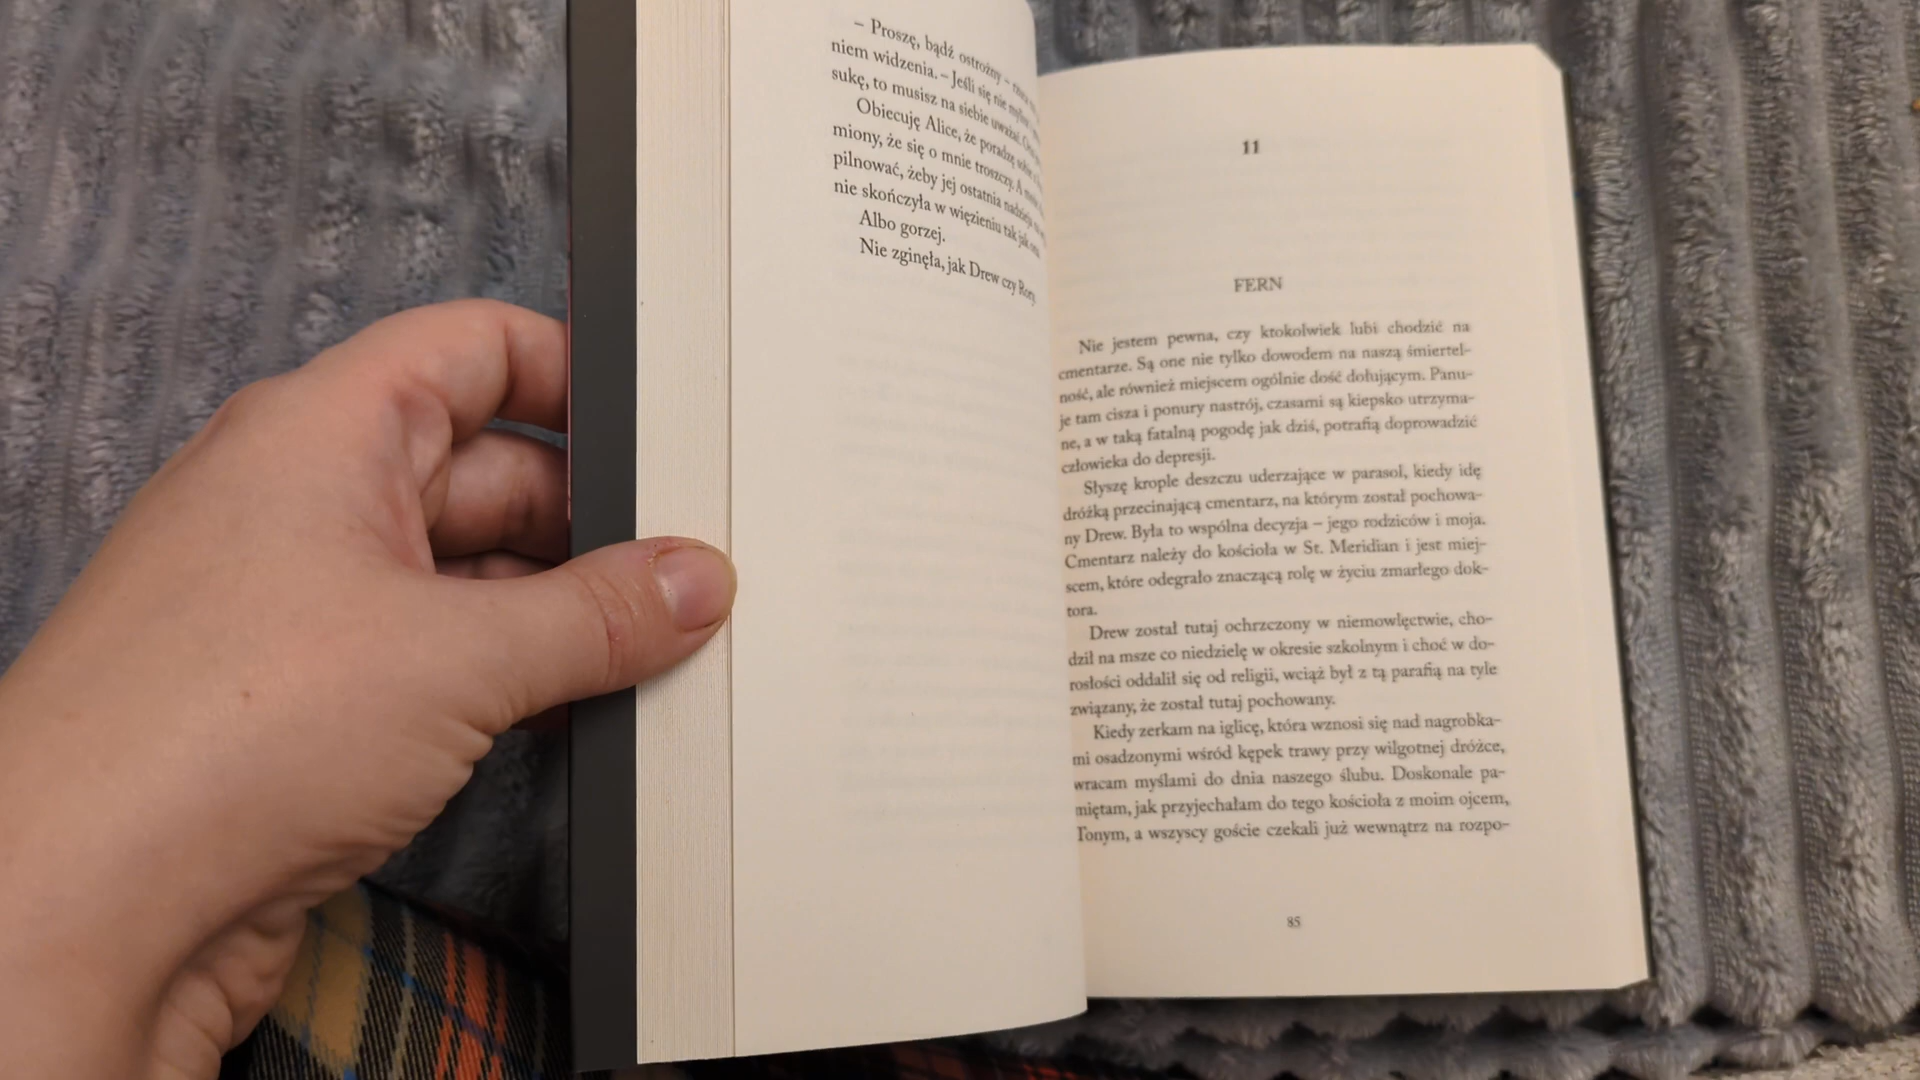 – Proszę, bądź ostrożny –
niem widzenia. – Jeśli się nie mylisz
sukę, to musisz na siebie uważać.
Obiecuję Alice, że poradzę sobie
miony, że się o mnie troszczy. A
pilnować, żeby jej ostatnia nadzieja
nie skończyła w więzieniu tak jak ona
Albo gorzej.
Nie zginęła, jak Drew czy Rory.
11
FERN
Nie jestem pewna, czy ktokolwiek lubi chodzić na
cmentarze. Są one nie tylko dowodem na naszą śmiertel-
ność, ale również miejscem ogólnie dość dołującym. Panu-
je tam cisza i ponury nastrój, czasami są kiepsko utrzyma-
ne, a w taką fatalną pogodę jak dziś, potrafią doprowadzić
człowieka do depresji.
Słyszę krople deszczu uderzające w parasol, kiedy idę
dróżką przecinającą cmentarz, na którym został pochowa-
ny Drew. Była to wspólna decyzja – jego rodziców i moja.
Cmentarz należy do kościoła w St. Meridian i jest miej-
scem, które odegrało znaczącą rolę w życiu zmarłego dok-
tora.
Drew został tutaj ochrzczony w niemowlęctwie, cho-
dził na msze co niedzielę w okresie szkolnym i choć w do-
rosłości oddalił się od religii, wciąż był z tą parafią na tyle
związany, że został tutaj pochowany.
Kiedy zerkam na iglicę, która wznosi się nad nagrobka-
mi osadzonymi wśród kępek trawy przy wilgotnej dróżce,
wracam myślami do dnia naszego ślubu. Doskonale pa-
miętam, jak przyjechałam do tego kościoła z moim ojcem,
Tonym, a wszyscy goście czekali już wewnątrz na rozpo-
85